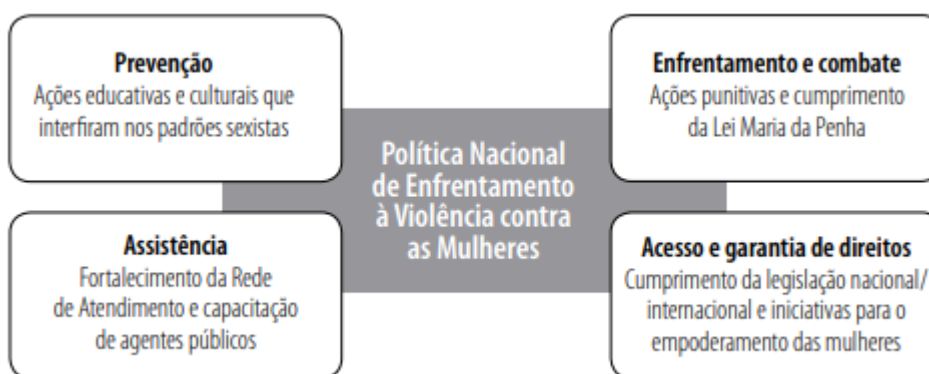 Prevenção
Ações educativas e culturais que
interfiram nos padrões sexistas
Enfrentamento e combate
Ações punitivas e cumprimento
da Lei Maria da Penha
Política Nacional
de Enfrentamento
à Violência contra
as Mulheres
Assistência
Fortalecimento da Rede
de Atendimento e capacitação
de agentes públicos
Acesso e garantia de direitos
Cumprimento da legislação nacional/
internacional e iniciativas para o
empoderamento das mulheres